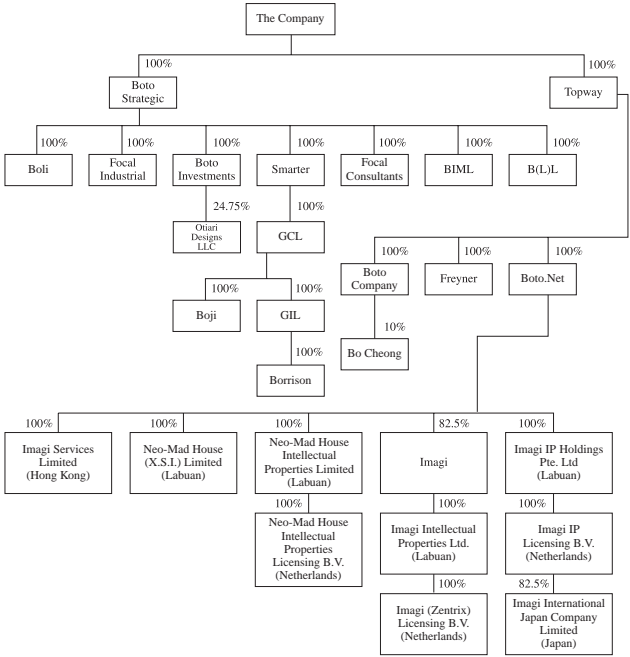 The Company
100%
100%
Boto
Strategic
Topway
100%
100%
100%
100%
100%
100%
100%
Boli
Focal
Industrial
Boto
Investments
Smarter
Focal
Consultants
BIML
B(L)L
24.75%
100%
Otiari
Designs
LLC
GCL
100%
100%
100%
Boto
Company
Freyner
Boto.Net
100%
100%
Boji
GIL
10%
Bo Cheong
100%
Borrison
100%
100%
100%
82.5%
100%
Imagi Services
Limited
(Hong Kong)
Neo-Mad House
(X.S.I.) Limited
(Labuan)
Neo-Mad House
Intellectual
Properties Limited
(Labuan)
Imagi
Imagi IP Holdings
Pte. Ltd
(Labuan)
100%
100%
100%
Neo-Mad House
Intellectual
Properties
Licensing B.V.
(Netherlands)
Imagi Intellectual
Properties Ltd.
(Labuan)
Imagi IP
Licensing B.V.
(Netherlands)
100%
82.5%
Imagi (Zentrix)
Licensing B.V.
(Netherlands)
Imagi International
Japan Company
Limited
(Japan)